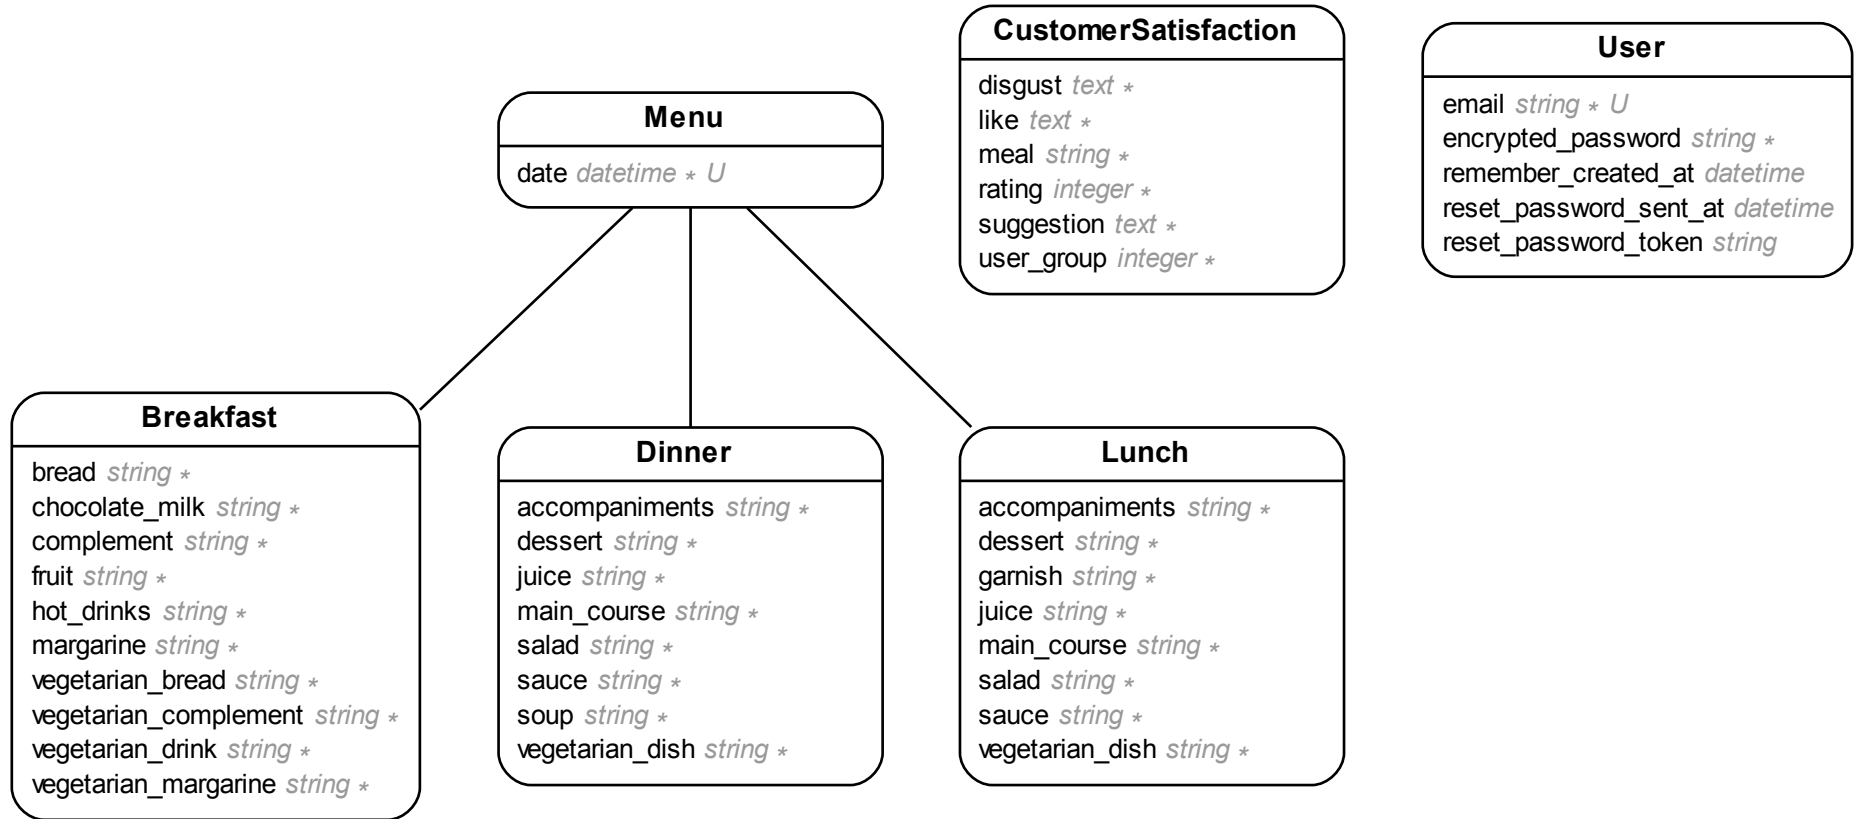 CustomerSatisfaction
disgust text *
like text *
meal string *
rating integer *
suggestion text *
user_group integer *
User
email string * U
encrypted_password string *
remember_created_at datetime
reset_password_sent_at datetime
reset_password_token string
Menu
date datetime * U
Breakfast
bread string *
chocolate_milk string *
complement string *
fruit string *
hot_drinks string *
margarine string *
vegetarian_bread string *
vegetarian_complement string *
vegetarian_drink string *
vegetarian_margarine string *
Dinner
accompaniments string *
dessert string *
juice string *
main_course string *
salad string *
sauce string *
soup string *
vegetarian_dish string *
Lunch
accompaniments string *
dessert string *
garnish string *
juice string *
main_course string *
salad string *
sauce string *
vegetarian_dish string *